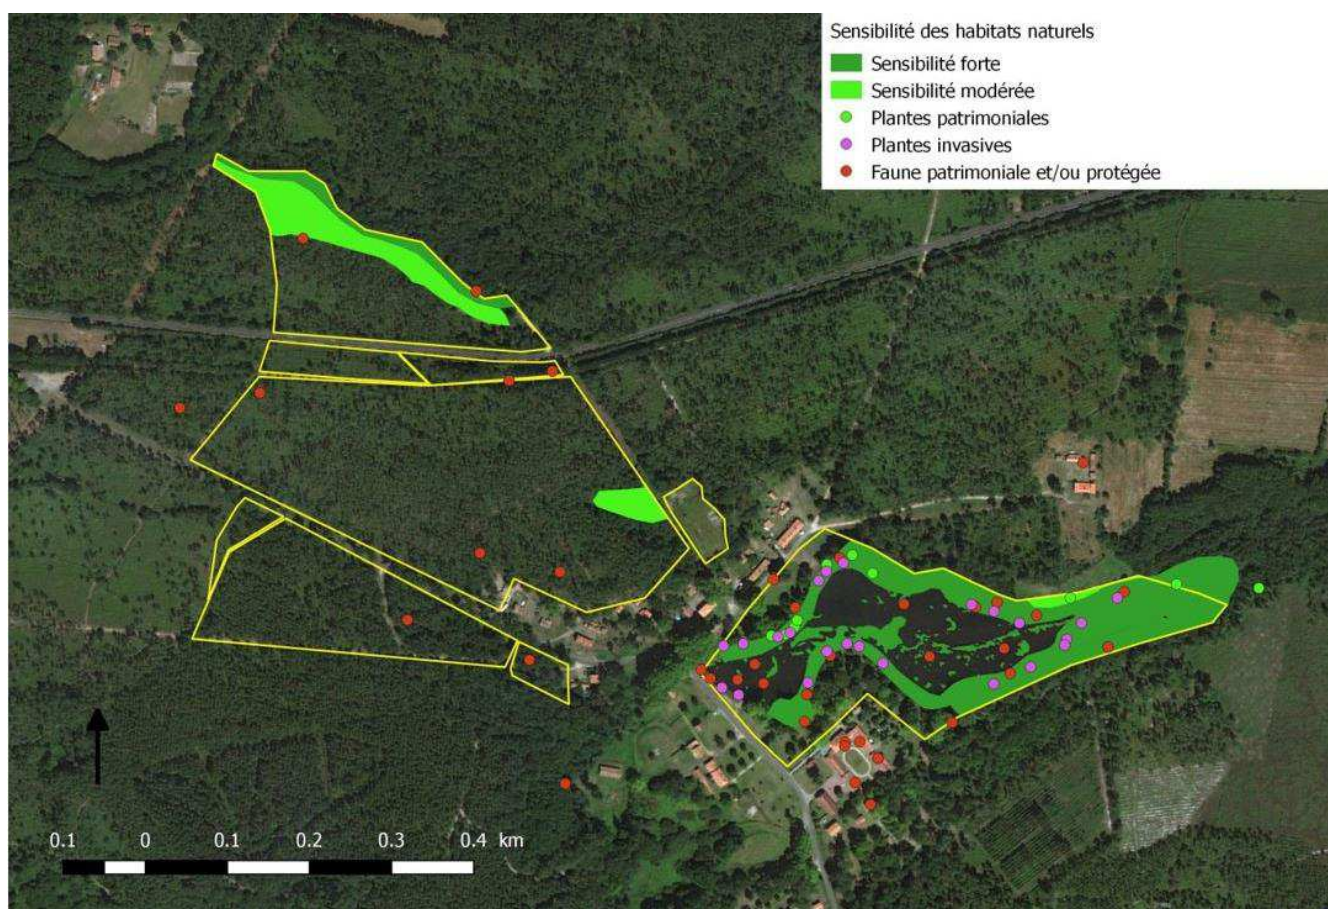 Sensibilité des habitats naturels
Sensibilité forte
Sensibilité modérée
Plantes patrimoniales
Plantes invasives
Faune patrimoniale et/ou protégée
0.1 0 0.1 0.2 0.3 0.4 km